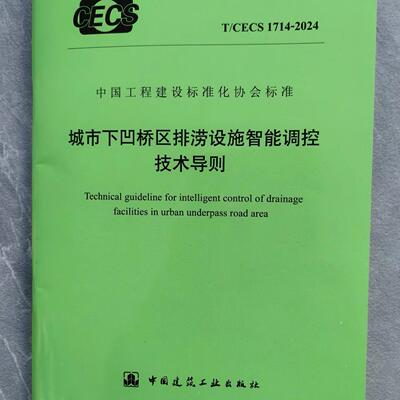 CECS
T/CECS 1714-2024
中国工程建设标准化协会标准
城市下凹桥区排涝设施智能调控
技术导则
Technical guideline for intelligent control of drainage
facilities in urban underpass road area
中国建筑工业出版社